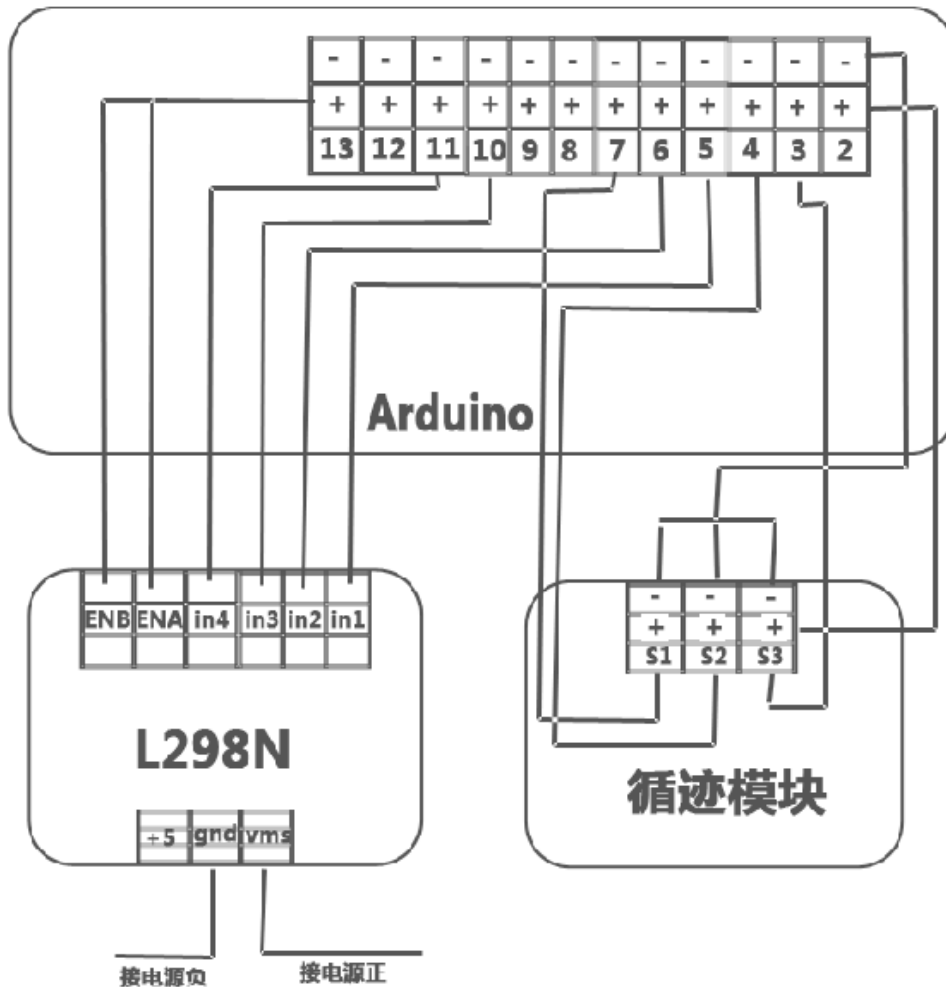 - - - - - - - - - - - -
+ + + + + + + + + + + +
13 12 11 10 9 8 7 6 5 4 3 2
Arduino
ENB ENA in4 in3 in2 in1
L298N
+5 gnd vms
接电源负
接电源正
- - -
+ + +
S1 S2 S3
循迹模块